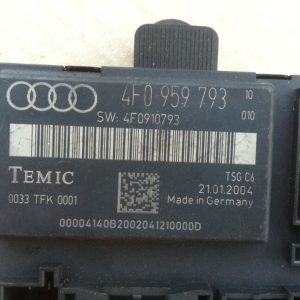 4F0 959 793 10
SW: 4F0910793 010
TEMIC TSG C6
21.01.2004
0033 TFK 0001 Made in Germany
00004140B2002041210000D